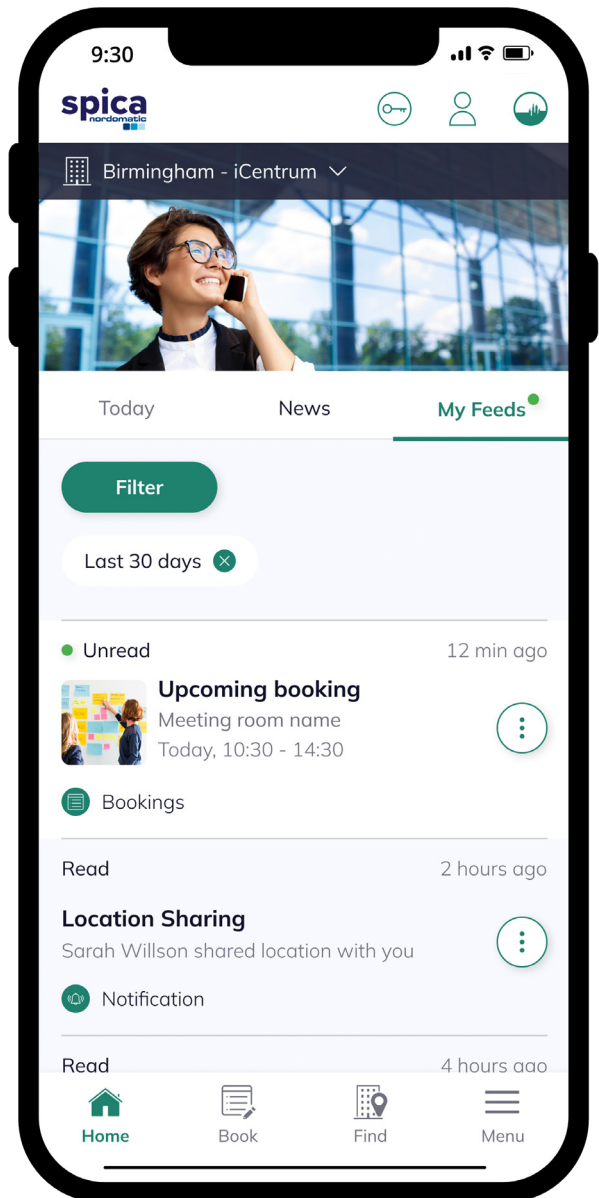 9:30
spica
nordomatic
Birmingham - iCentrum
Today News My Feeds
Filter
Last 30 days
Unread 12 min ago
Upcoming booking
Meeting room name
Today, 10:30 - 14:30
Bookings
Read 2 hours ago
Location Sharing
Sarah Willson shared location with you
Notification
Read 4 hours ago
Home Book Find Menu